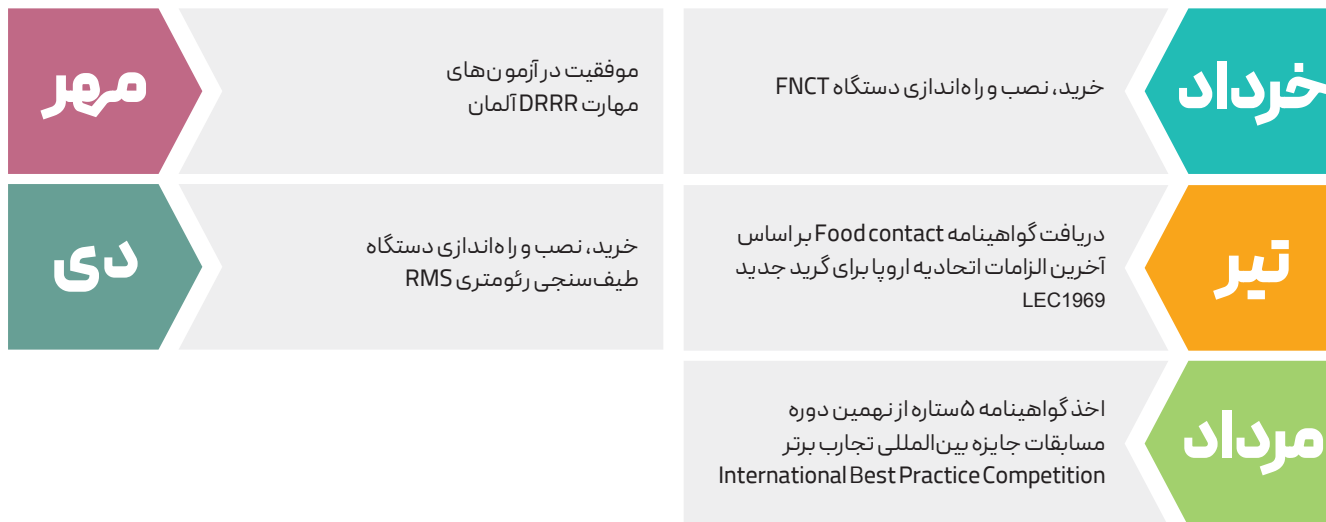 خرداد
خرید، نصب و راه‌اندازی دستگاه FNCT
تیر
دریافت گواهینامه Food contact بر اساس
آخرین الزامات اتحادیه اروپا برای گرید جدید
LEC1969
مرداد
اخذ گواهینامه ۵ ستاره از نهمین دوره
مسابقات جایزه بین‌المللی تجارب برتر
International Best Practice Competition
مهر
موفقیت در آزمون‌های
مهارت DRRR آلمان
دی
خرید، نصب و راه‌اندازی دستگاه
طیف‌سنجی رئومتری RMS